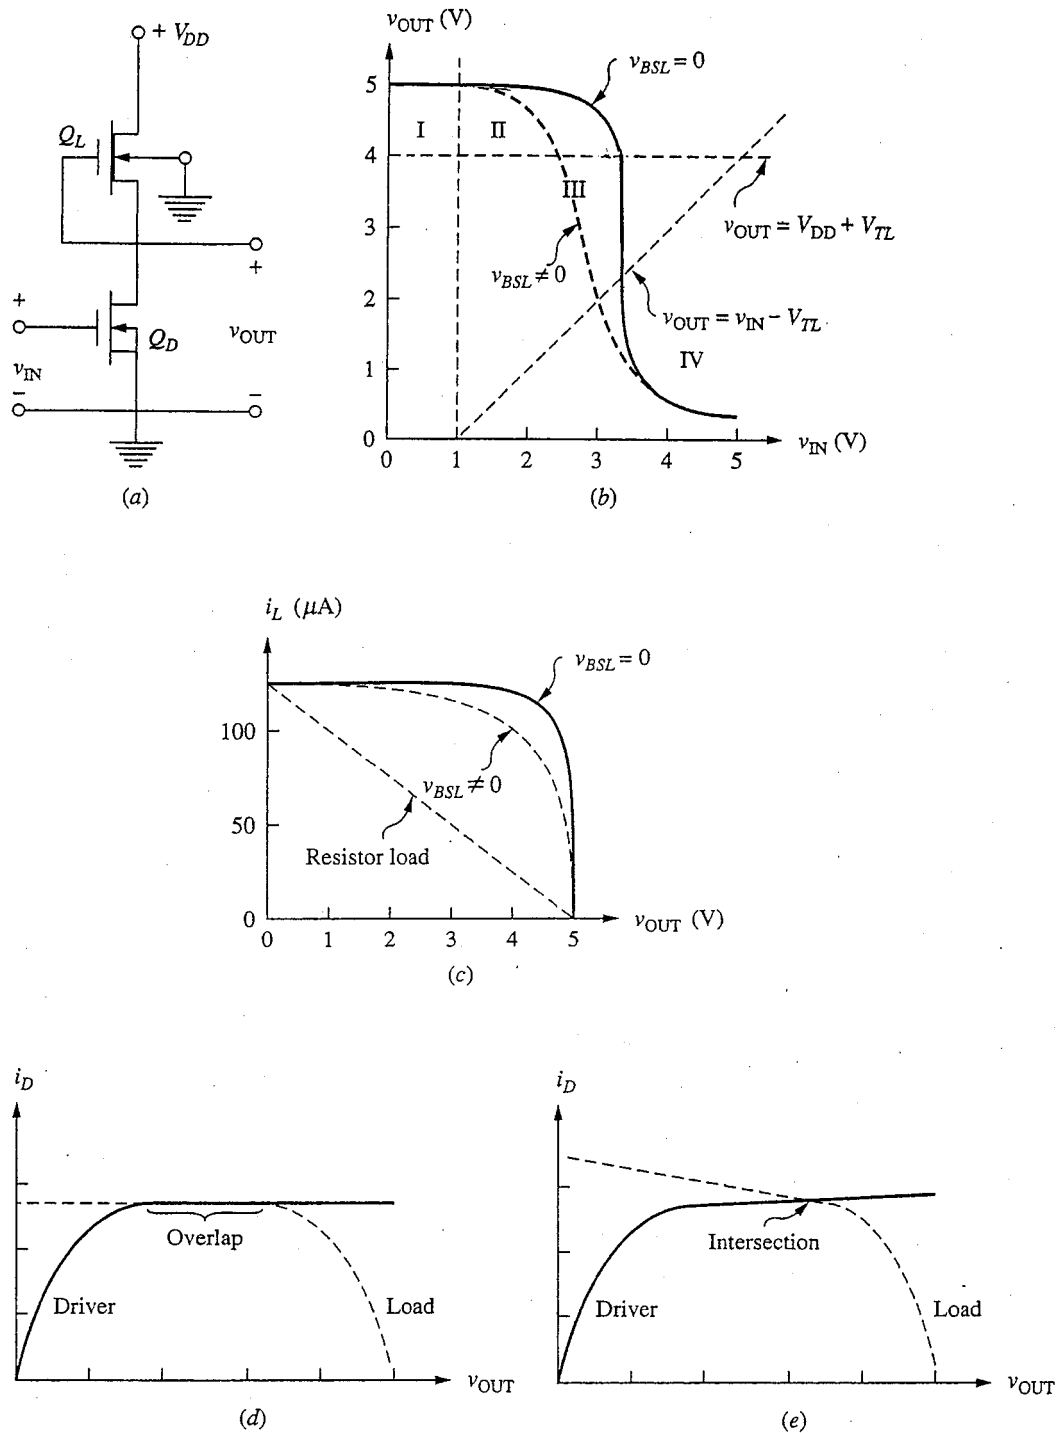 + V_DD
Q_L
+
+
Q_D
v_OUT
v_IN
−
−
(a)
v_OUT (V)
v_BSL = 0
5
I
II
4
III
3
v_OUT = V_DD + V_TL
v_BSL ≠ 0
2
v_OUT = v_IN − V_TL
IV
1
0
0 1 2 3 4 5
v_IN (V)
(b)
i_L (μA)
v_BSL = 0
100
v_BSL ≠ 0
50
Resistor load
0
v_OUT (V)
0 1 2 3 4 5
(c)
i_D
Overlap
Driver
Load
v_OUT
(d)
i_D
Intersection
Driver
Load
v_OUT
(e)